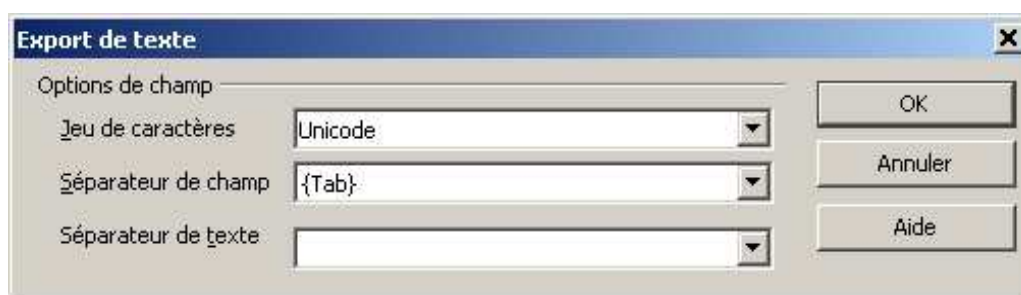 Export de texte
Options de champ
Jeu de caractères
Unicode
Séparateur de champ
{Tab}
Séparateur de texte
OK
Annuler
Aide